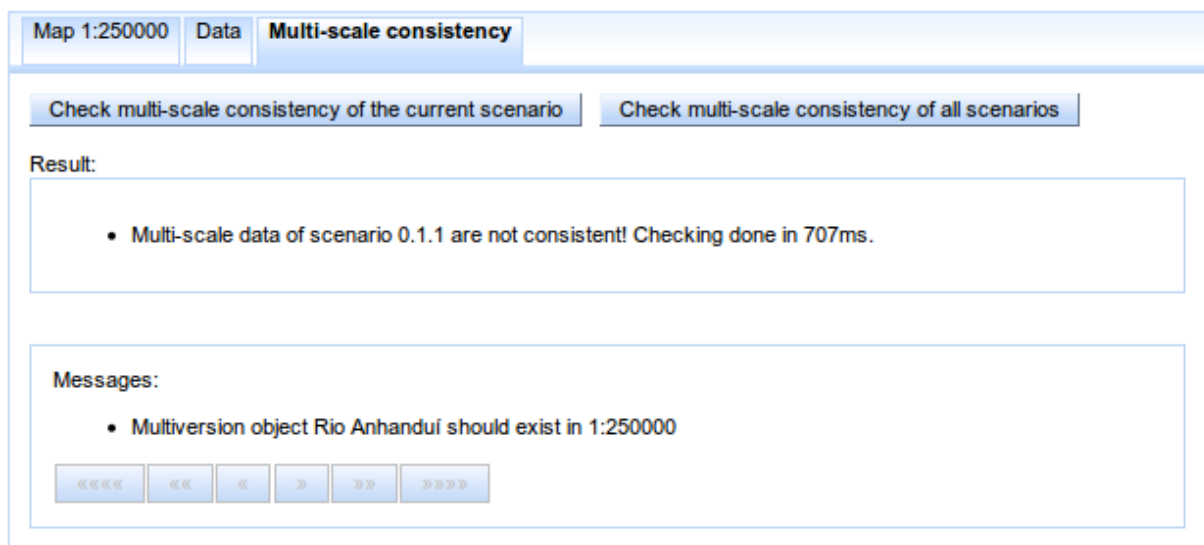 Map 1:250000 Data Multi-scale consistency
Check multi-scale consistency of the current scenario Check multi-scale consistency of all scenarios
Result:
• Multi-scale data of scenario 0.1.1 are not consistent! Checking done in 707ms.
Messages:
• Multiversion object Rio Anhanduí should exist in 1:250000
«««« «« « » »» »»»»